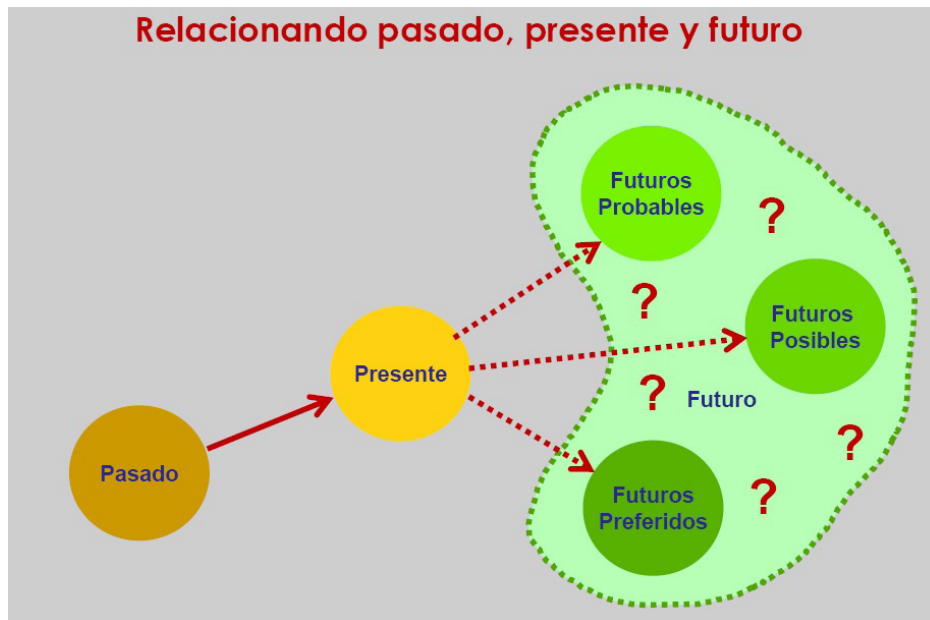 Relacionando pasado, presente y futuro
Futuros
Probables
?
?
Futuros
Posibles
Presente
?
Futuro
?
Pasado
Futuros
Preferidos
?